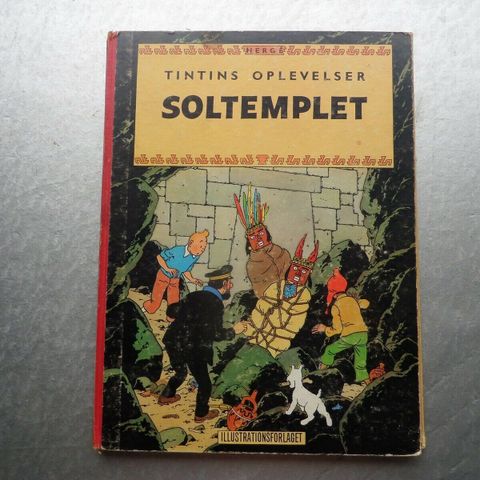 HERGÉ
TINTINS OPLEVELSER
SOLTEMPLET
ILLUSTRATIONSFORLAGET